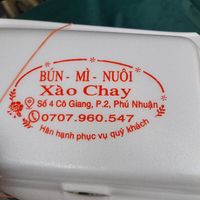 BÚN - MÌ - NUÔI
Xào Chay
Số 4 Cô Giang, P.2, Phú Nhuận
0707.960.547
Hân hạnh phục vụ quý khách